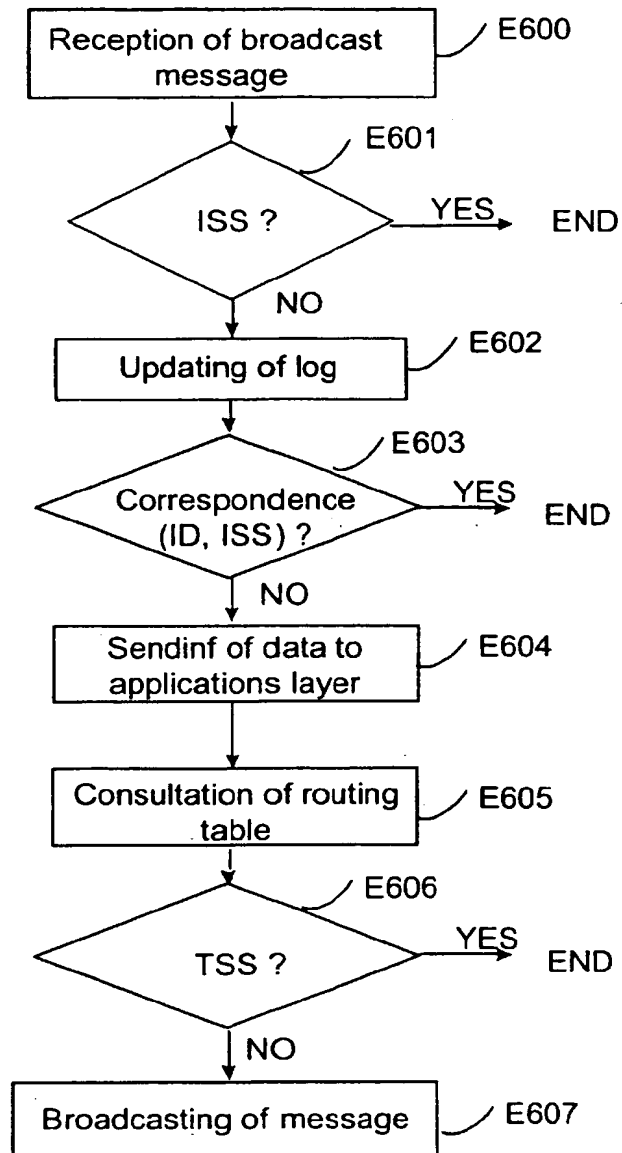 Reception of broadcast
message
E600
E601
ISS ?
YES
END
NO
Updating of log
E602
E603
Correspondence
(ID, ISS) ?
YES
END
NO
Sendinf of data to
applications layer
E604
Consultation of routing
table
E605
E606
TSS ?
YES
END
NO
Broadcasting of message
E607